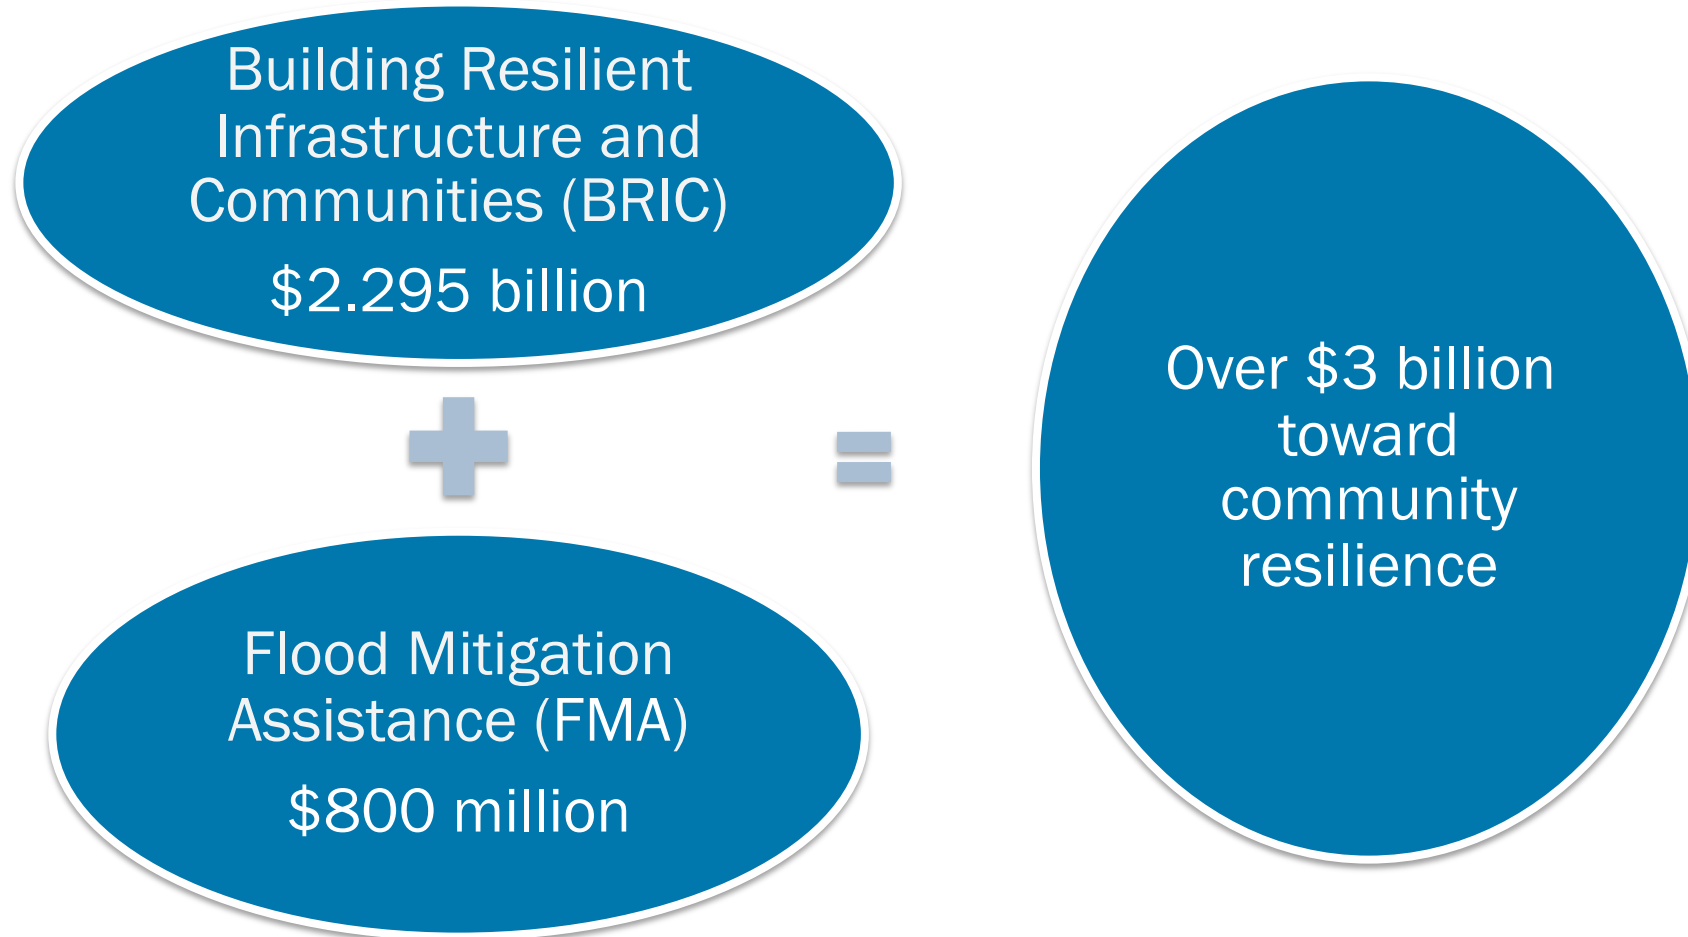 Building Resilient
Infrastructure and
Communities (BRIC)
$2.295 billion
Flood Mitigation
Assistance (FMA)
$800 million
Over $3 billion
toward
community
resilience